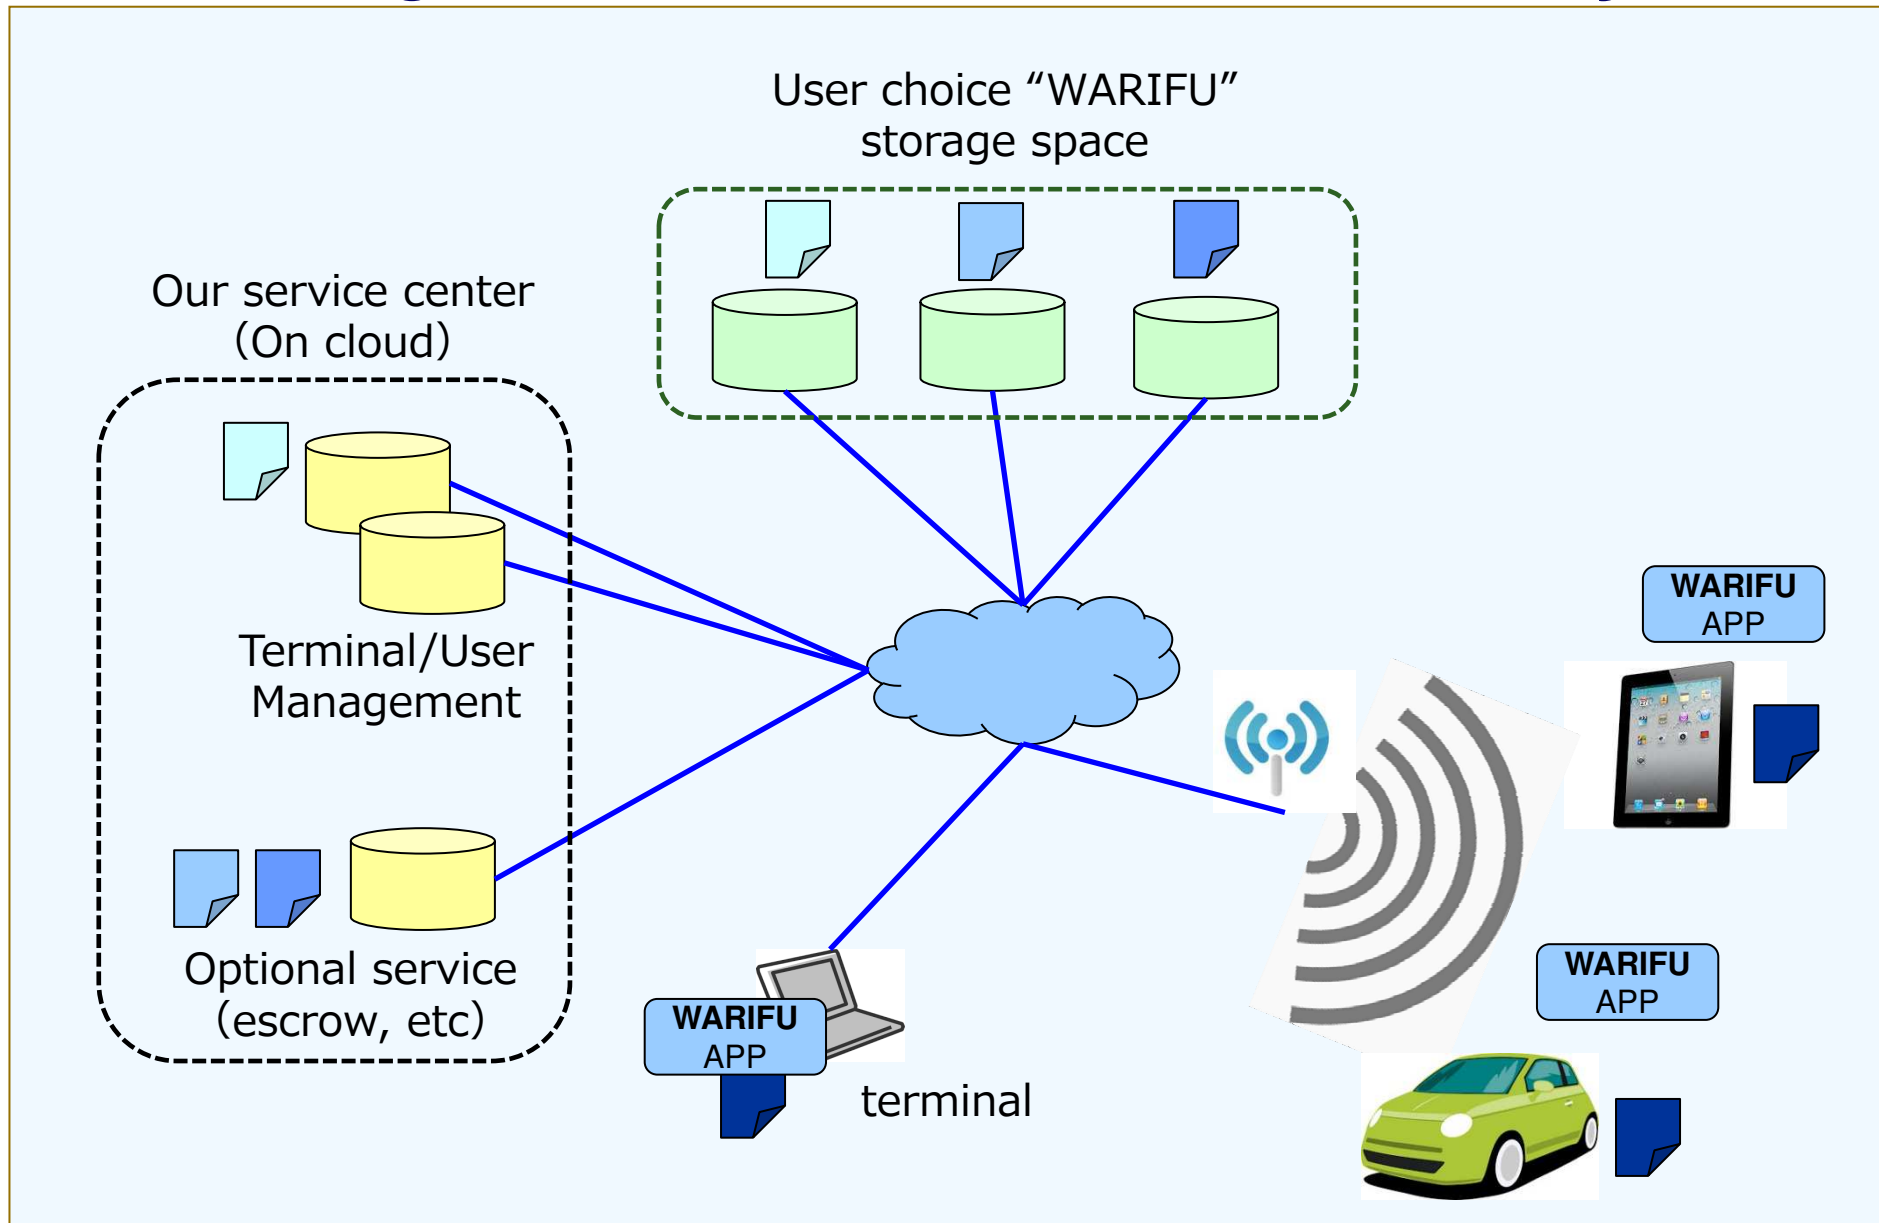 User choice “WARIFU”
storage space
Our service center
（On cloud）
Terminal/User
Management
Optional service
（escrow, etc）
WARIFU
APP
WARIFU
APP
WARIFU
APP
terminal